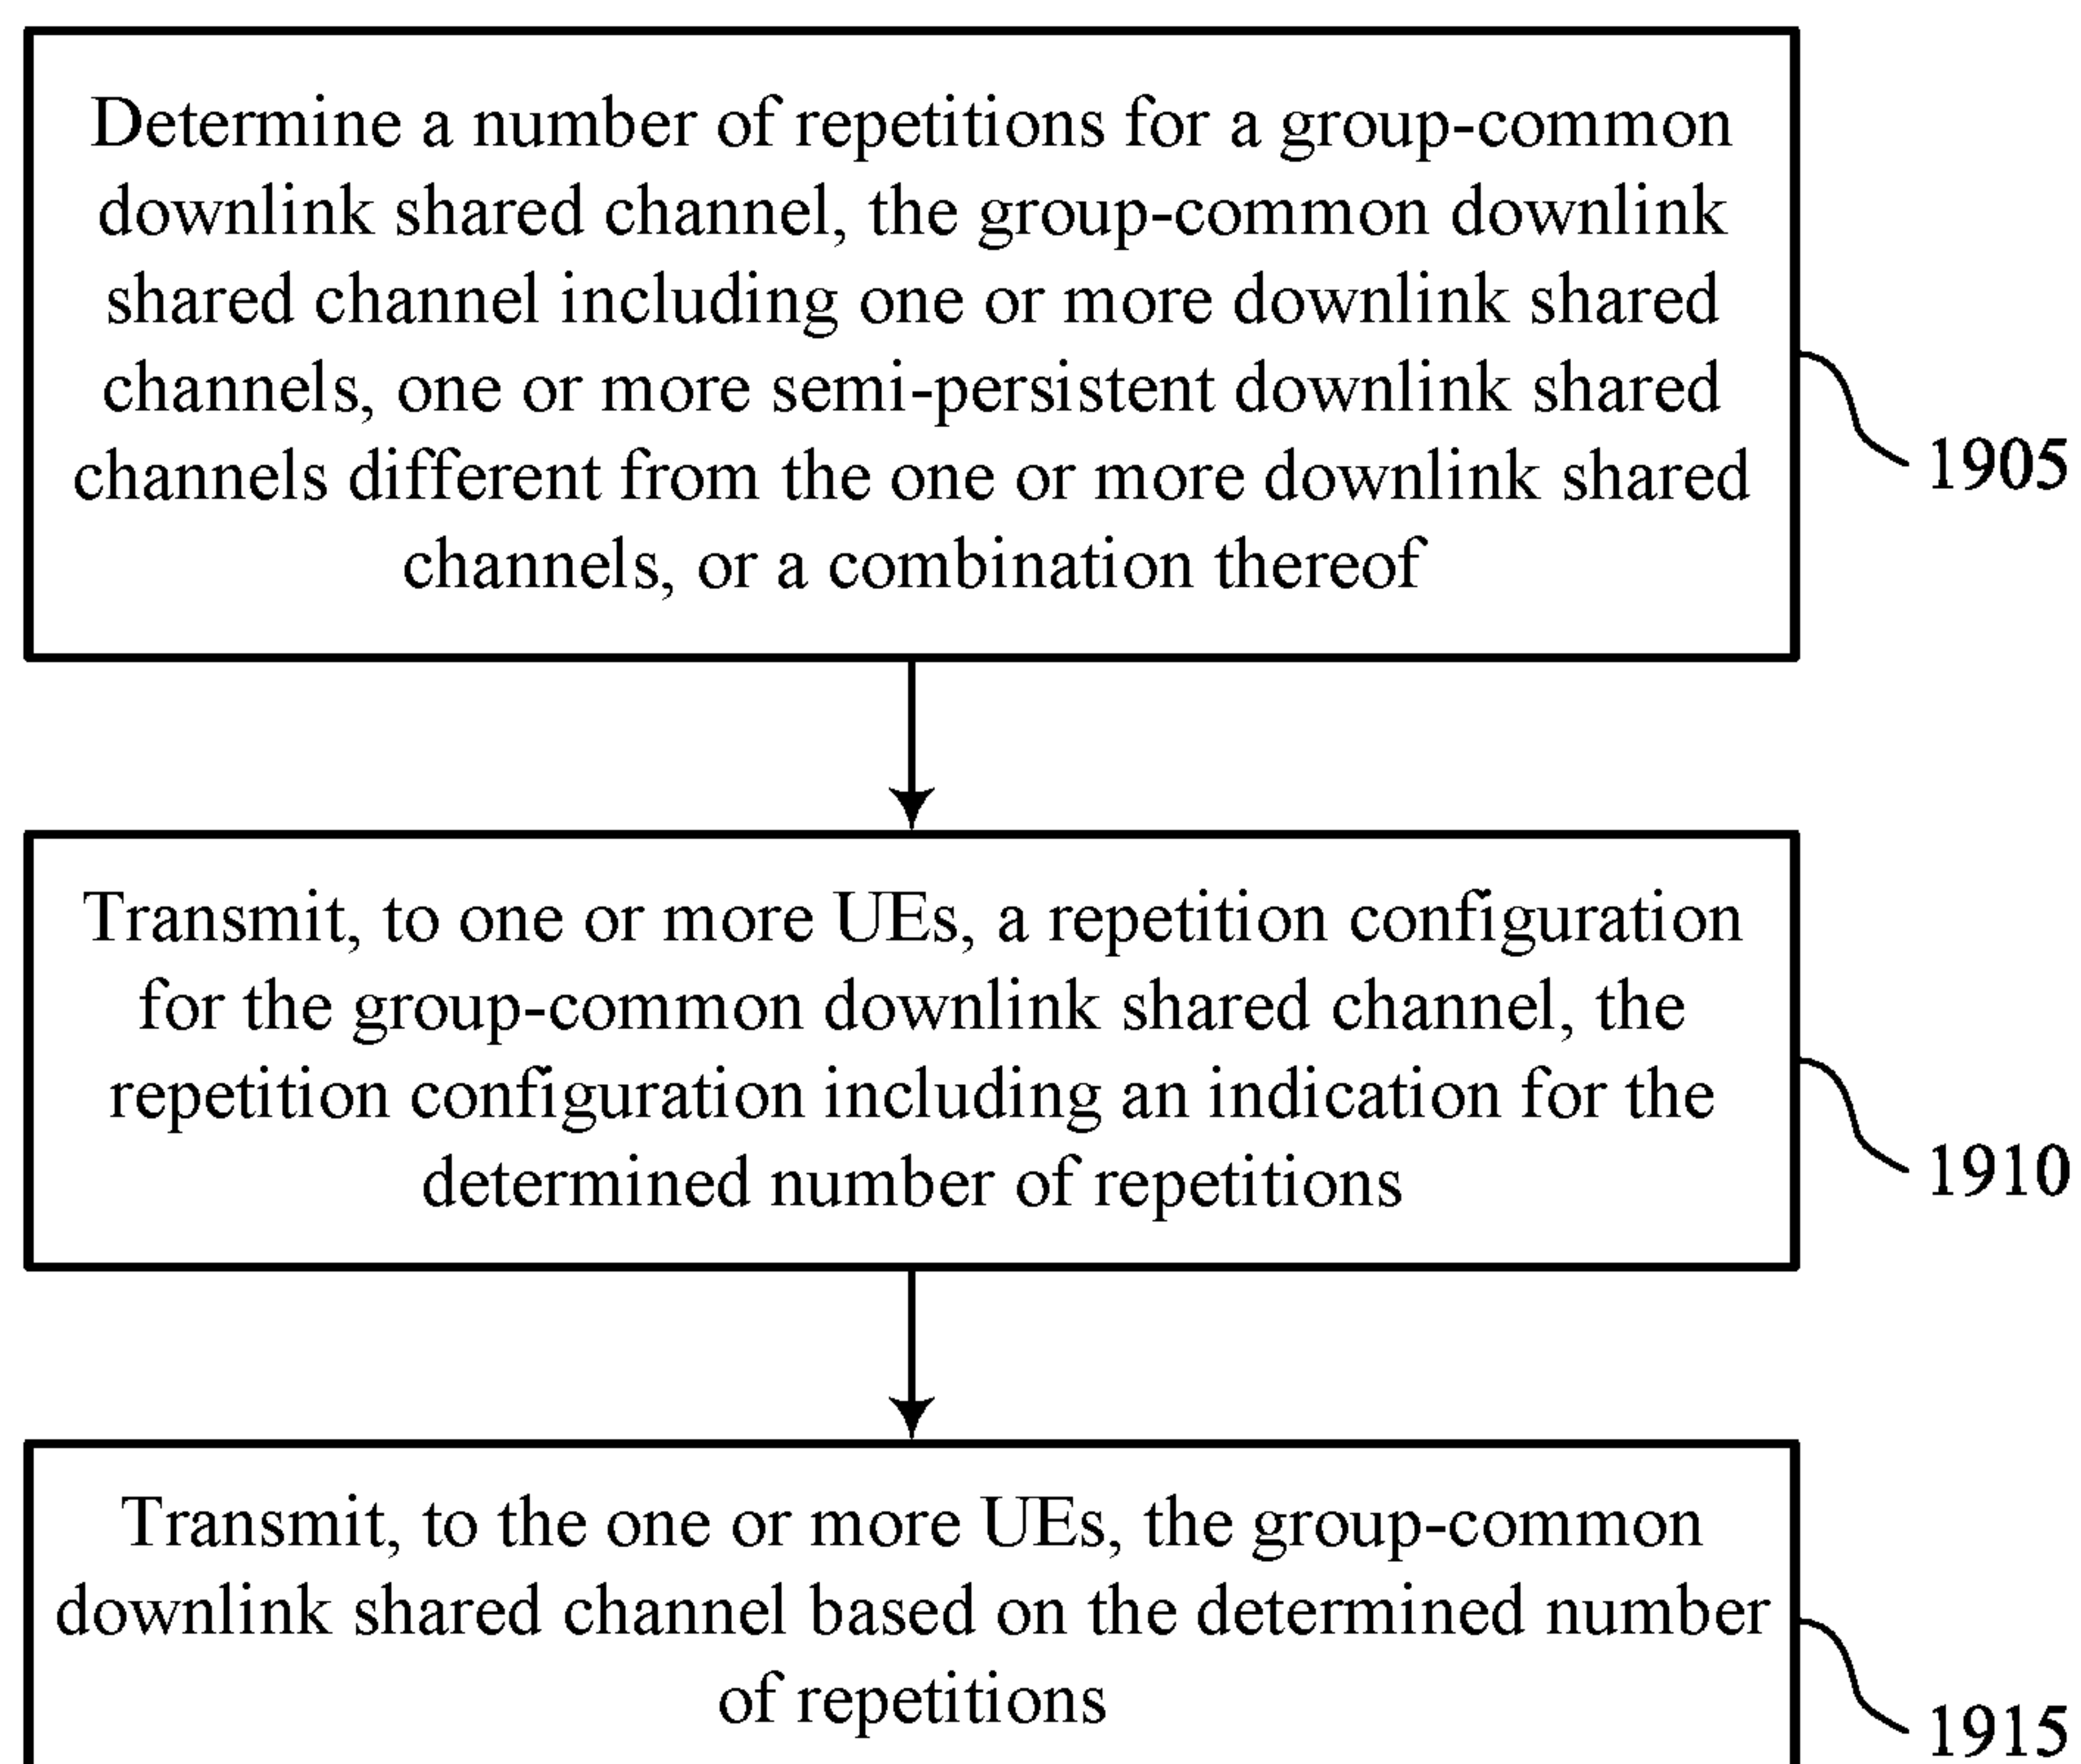 Determine a number of repetitions for a group-common
downlink shared channel, the group-common downlink
shared channel including one or more downlink shared
channels, one or more semi-persistent downlink shared
channels different from the one or more downlink shared
channels, or a combination thereof
1905
Transmit, to one or more UEs, a repetition configuration
for the group-common downlink shared channel, the
repetition configuration including an indication for the
determined number of repetitions
1910
Transmit, to the one or more UEs, the group-common
downlink shared channel based on the determined number
of repetitions
1915